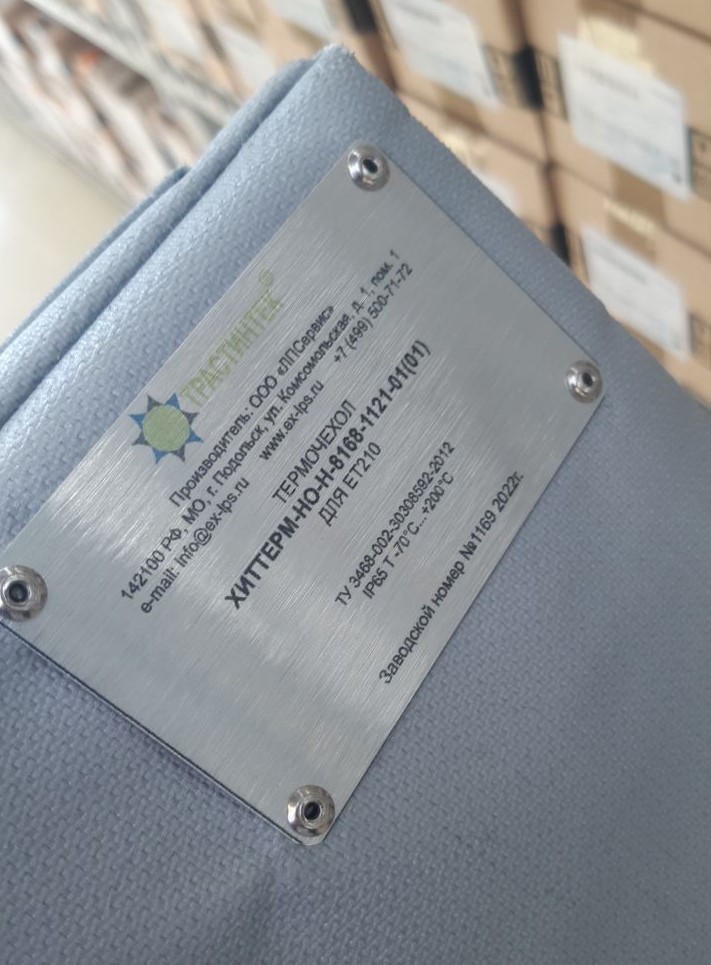 ТРАСТИНТЕК®
Производитель: ООО «ЛПСервис»
142100 РФ, МО, г. Подольск, ул. Комсомольская, д. 1, пом. 1
e-mail: info@ex-lps.ru www.ex-lps.ru +7 (499) 500-71-72
ТЕРМОЧЕХОЛ
ХИТТЕРМ-НО-Н-8168-1121-01(01)
ДЛЯ ET210
ТУ 3468-002-30308592-2012
IP65 T -70°C...+200°C
Заводской номер №1169 2022г.